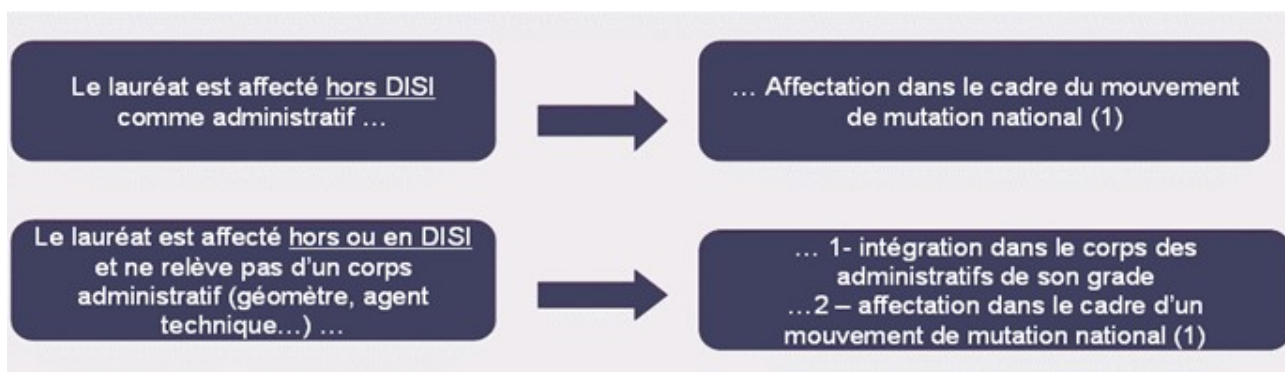 Le lauréat est affecté hors DISI
comme administratif …
… Affectation dans le cadre du mouvement
de mutation national (1)
Le lauréat est affecté hors ou en DISI
et ne relève pas d'un corps
administratif (géomètre, agent
technique…) …
… 1- intégration dans le corps des
administratifs de son grade
…2 – affectation dans le cadre d'un
mouvement de mutation national (1)